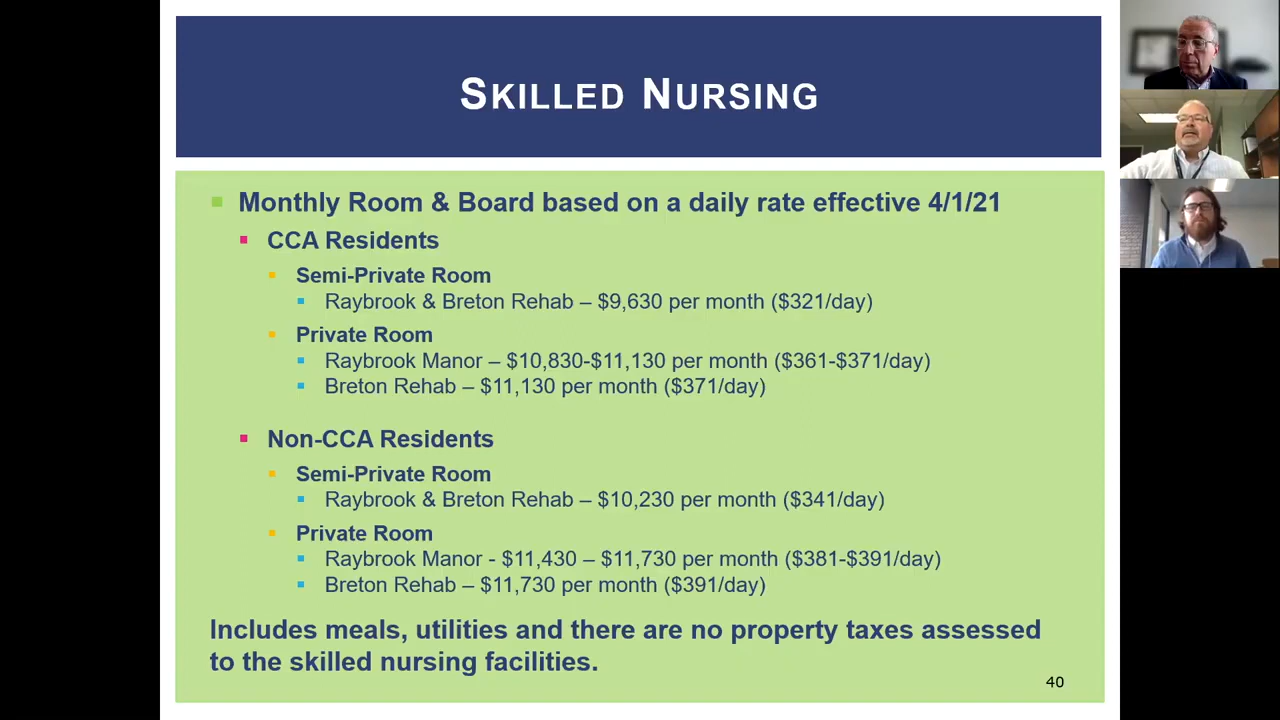 SKILLED NURSING
Monthly Room & Board based on a daily rate effective 4/1/21
CCA Residents
Semi-Private Room
Raybrook & Breton Rehab – $9,630 per month ($321/day)
Private Room
Raybrook Manor – $10,830-$11,130 per month ($361-$371/day)
Breton Rehab – $11,130 per month ($371/day)
Non-CCA Residents
Semi-Private Room
Raybrook & Breton Rehab – $10,230 per month ($341/day)
Private Room
Raybrook Manor - $11,430 – $11,730 per month ($381-$391/day)
Breton Rehab – $11,730 per month ($391/day)
Includes meals, utilities and there are no property taxes assessed
to the skilled nursing facilities.
40